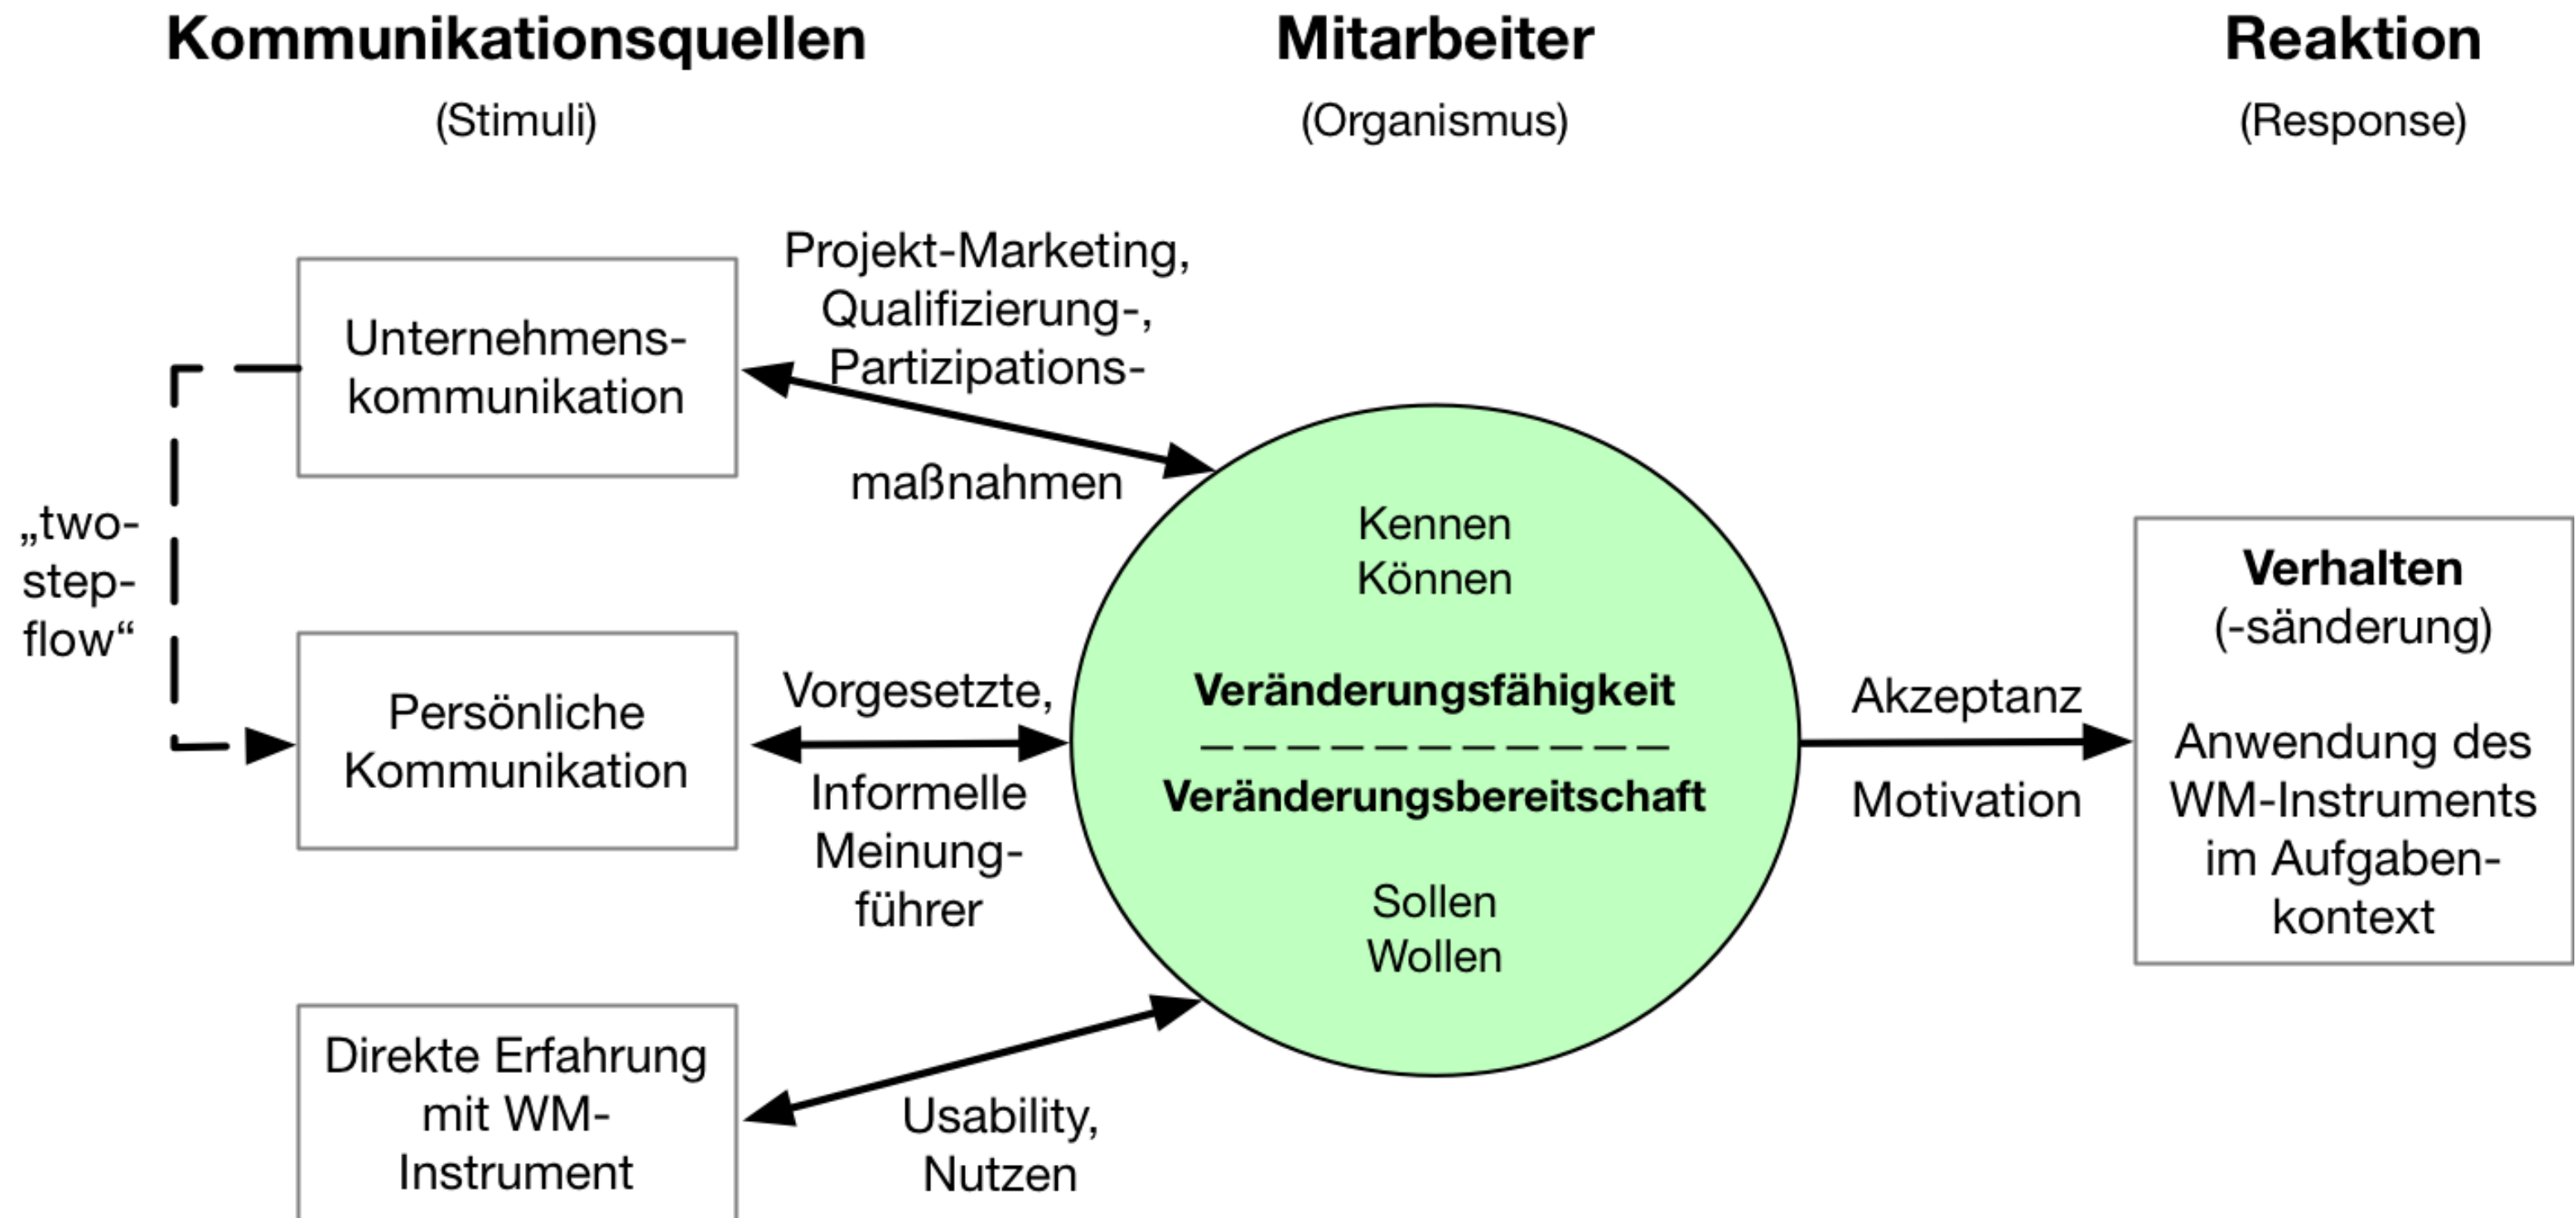 Kommunikationsquellen
(Stimuli)
Mitarbeiter
(Organismus)
Reaktion
(Response)
„two-
step-
flow“
Unternehmens-
kommunikation
Projekt-Marketing,
Qualifizierung-,
Partizipations-
maßnahmen
Persönliche
Kommunikation
Vorgesetzte,
Informelle
Meinung-
führer
Direkte Erfahrung
mit WM-
Instrument
Usability,
Nutzen
Kennen
Können
Veränderungsfähigkeit
Veränderungsbereitschaft
Sollen
Wollen
Akzeptanz
Motivation
Verhalten
(-sänderung)
Anwendung des
WM-Instruments
im Aufgaben-
kontext